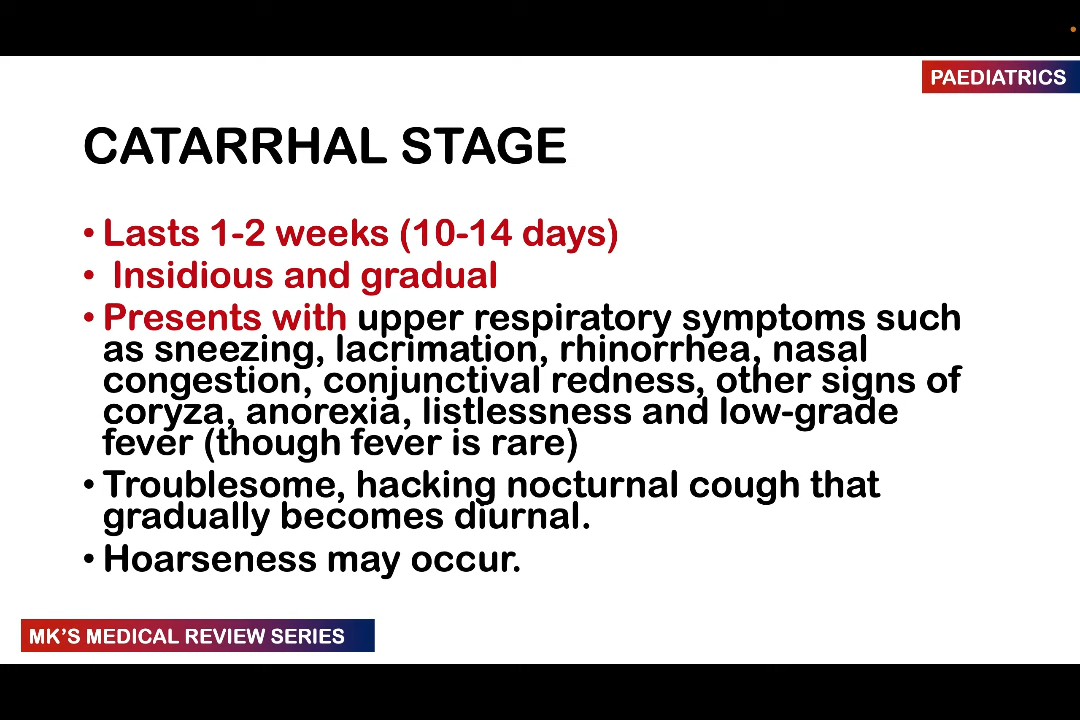 PAEDIATRICS
CATARRHAL STAGE
• Lasts 1-2 weeks (10-14 days)
• Insidious and gradual
• Presents with upper respiratory symptoms such
as sneezing, lacrimation, rhinorrhea, nasal
congestion, conjunctival redness, other signs of
coryza, anorexia, listlessness and low-grade
fever (though fever is rare)
• Troublesome, hacking nocturnal cough that
gradually becomes diurnal.
• Hoarseness may occur.
MK'S MEDICAL REVIEW SERIES